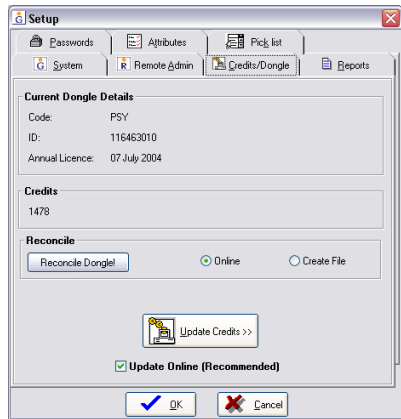 Setup
Passwords Attributes Pick list
System Remote Admin Credits/Dongle Reports
Current Dongle Details
Code: PSY
ID: 116463010
Annual Licence: 07 July 2004
Credits
1478
Reconcile
Reconcile Dongle! Online Create File
Update Credits >>
Update Online (Recommended)
OK Cancel